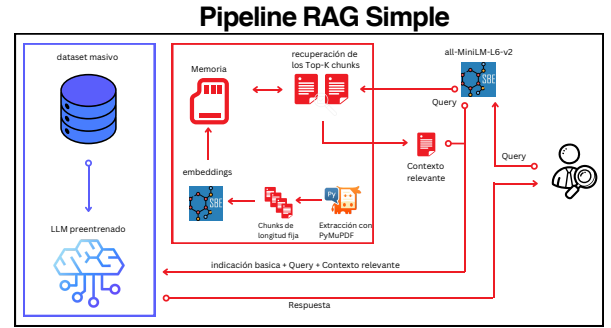 Pipeline RAG Simple
dataset masivo
LLM preentrenado
Memoria
recuperación de
los Top-K chunks
embeddings
SBE
Chunks de
longitud fija
Py
Extracción con
PyMuPDF
all-MiniLM-L6-v2
SBE
Query
Contexto
relevante
Query
indicación basica + Query + Contexto relevante
Respuesta